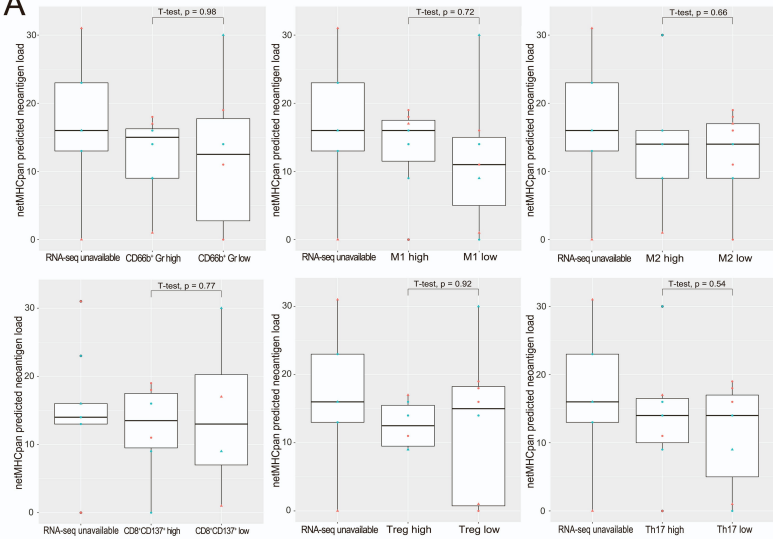 A
T-test, p = 0.98
netMHCpan predicted neoantigen load
30
20
10
0
RNA-seq unavailable CD66b⁺ Gr high CD66b⁺ Gr low
T-test, p = 0.72
netMHCpan predicted neoantigen load
30
20
10
0
RNA-seq unavailable M1 high M1 low
T-test, p = 0.66
netMHCpan predicted neoantigen load
30
20
10
0
RNA-seq unavailable M2 high M2 low
T-test, p = 0.77
netMHCpan predicted neoantigen load
30
20
10
0
RNA-seq unavailable CD8⁺CD137⁺ high CD8⁺CD137⁺ low
T-test, p = 0.92
netMHCpan predicted neoantigen load
30
20
10
0
RNA-seq unavailable Treg high Treg low
T-test, p = 0.54
netMHCpan predicted neoantigen load
30
20
10
0
RNA-seq unavailable Th17 high Th17 low